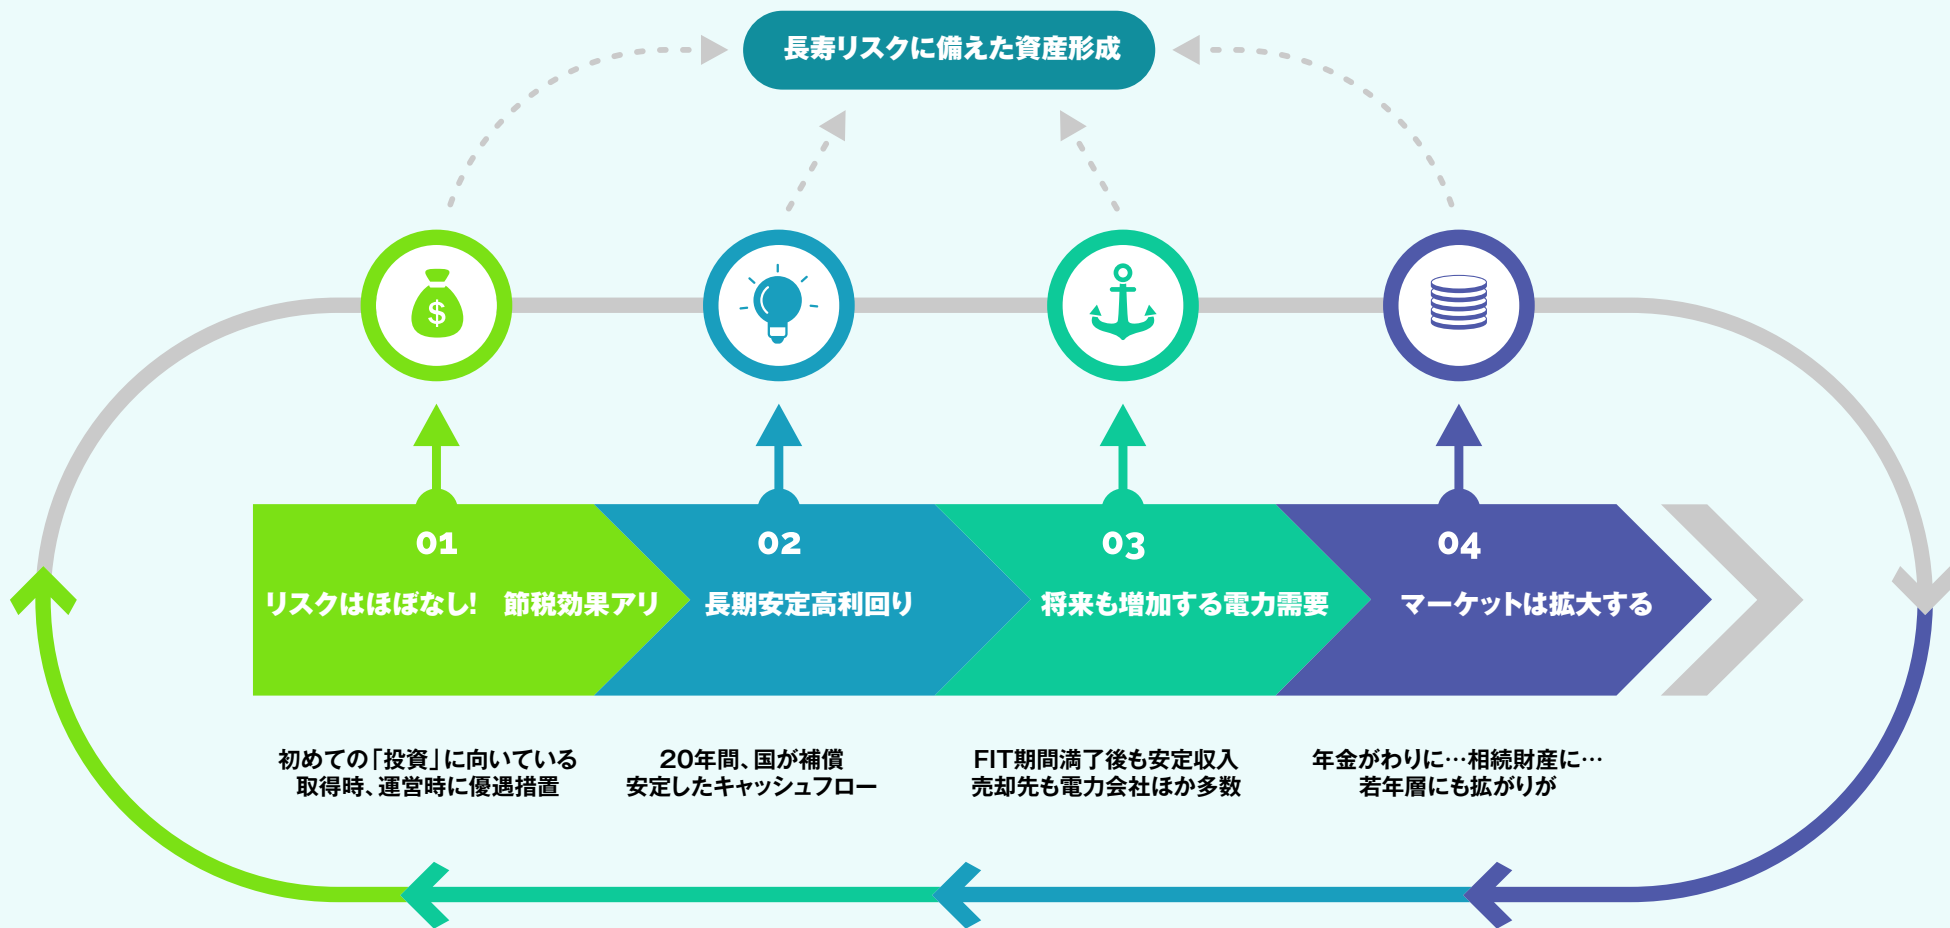 長寿リスクに備えた資産形成
$
01
リスクはほぼなし！　節税効果アリ
02
長期安定高利回り
03
将来も増加する電力需要
04
マーケットは拡大する
初めての「投資」に向いている
取得時、運営時に優遇措置
20年間、国が補償
安定したキャッシュフロー
FIT期間満了後も安定収入
売却先も電力会社ほか多数
年金がわりに…相続財産に…
若年層にも拡がりが